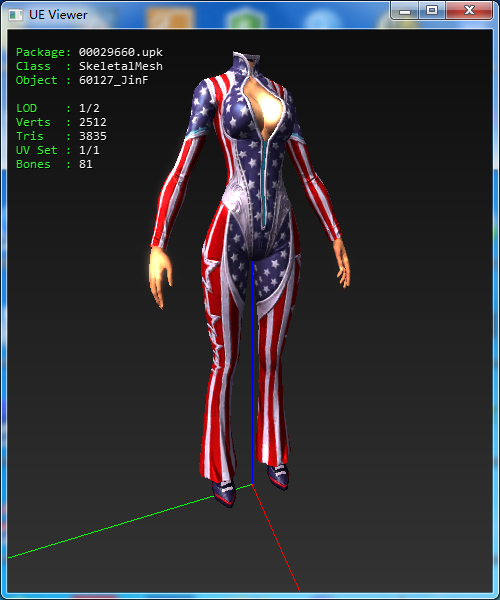 UE Viewer
Package: 00029660.upk
Class : SkeletalMesh
Object : 60127_JinF
LOD : 1/2
Verts : 2512
Tris : 3835
UV Set : 1/1
Bones : 81